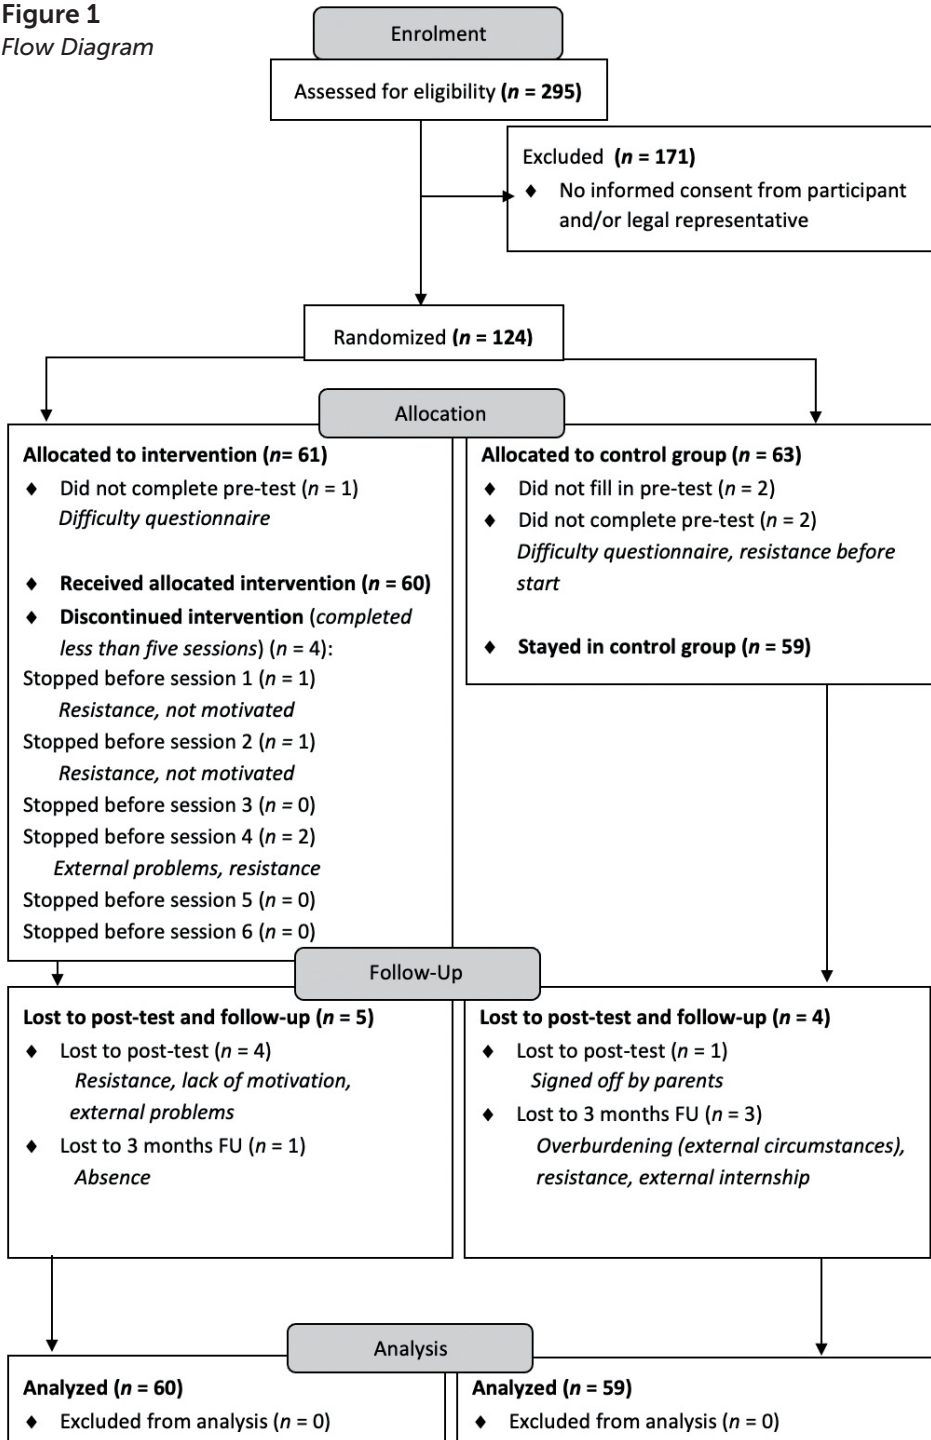 Figure 1
Flow Diagram
Enrolment
Assessed for eligibility (n = 295)
Excluded (n = 171)
♦ No informed consent from participant
and/or legal representative
Randomized (n = 124)
Allocation
Allocated to intervention (n= 61)
♦ Did not complete pre-test (n = 1)
Difficulty questionnaire
♦ Received allocated intervention (n = 60)
♦ Discontinued intervention (completed
less than five sessions) (n = 4):
Stopped before session 1 (n = 1)
Resistance, not motivated
Stopped before session 2 (n = 1)
Resistance, not motivated
Stopped before session 3 (n = 0)
Stopped before session 4 (n = 2)
External problems, resistance
Stopped before session 5 (n = 0)
Stopped before session 6 (n = 0)
Allocated to control group (n = 63)
♦ Did not fill in pre-test (n = 2)
♦ Did not complete pre-test (n = 2)
Difficulty questionnaire, resistance before
start
♦ Stayed in control group (n = 59)
Follow-Up
Lost to post-test and follow-up (n = 5)
♦ Lost to post-test (n = 4)
Resistance, lack of motivation,
external problems
♦ Lost to 3 months FU (n = 1)
Absence
Lost to post-test and follow-up (n = 4)
♦ Lost to post-test (n = 1)
Signed off by parents
♦ Lost to 3 months FU (n = 3)
Overburdening (external circumstances),
resistance, external internship
Analysis
Analyzed (n = 60)
♦ Excluded from analysis (n = 0)
Analyzed (n = 59)
♦ Excluded from analysis (n = 0)